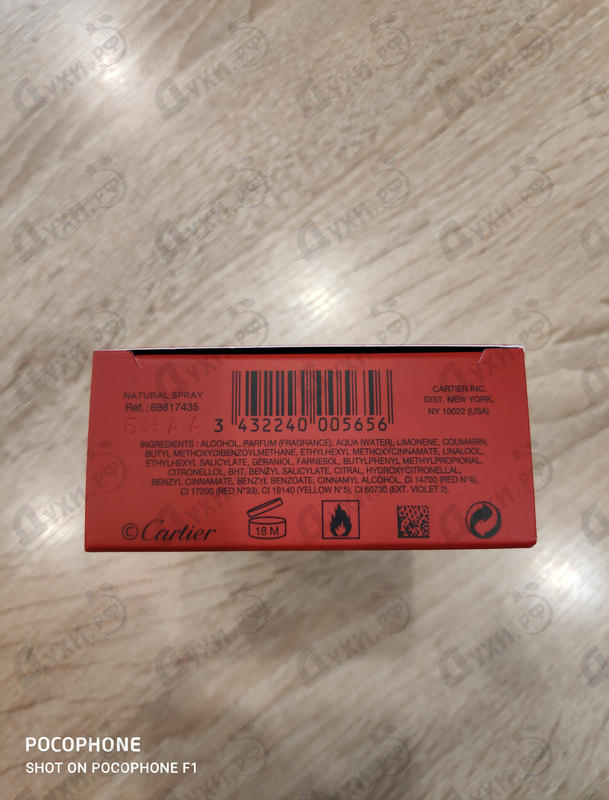 NATURAL SPRAY
Réf.: 69817435
6HAA
3 432240 005656
CARTIER INC.
DIST. NEW YORK,
NY 10022 (USA)
INGREDIENTS : ALCOHOL, PARFUM (FRAGRANCE), AQUA (WATER), LIMONENE, COUMARIN,
BUTYL METHOXYDIBENZOYLMETHANE, ETHYLHEXYL METHOXYCINNAMATE, LINALOOL,
ETHYLHEXYL SALICYLATE, GERANIOL, FARNESOL, BUTYLPHENYL METHYLPROPIONAL,
CITRONELLOL, BHT, BENZYL SALICYLATE, CITRAL, HYDROXYCITRONELLAL,
BENZYL CINNAMATE, BENZYL BENZOATE, CINNAMYL ALCOHOL, CI 14700 (RED N°4),
CI 17200 (RED N°33), CI 19140 (YELLOW N°5), CI 60730 (EXT. VIOLET 2).
©Cartier
18 M
Духи.РФ
POCOPHONE
SHOT ON POCOPHONE F1